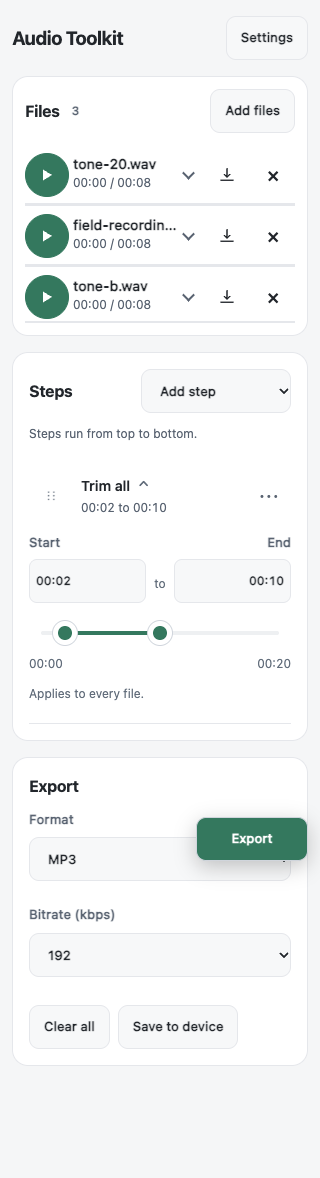 Audio Toolkit
Settings
Files 3
Add files
tone-20.wav
00:00 / 00:08
field-recordin...
00:00 / 00:08
tone-b.wav
00:00 / 00:08
Steps
Add step
Steps run from top to bottom.
Trim all
00:02 to 00:10
Start
End
00:02
to
00:10
00:00
00:20
Applies to every file.
Export
Format
Export
MP3
Bitrate (kbps)
192
Clear all
Save to device